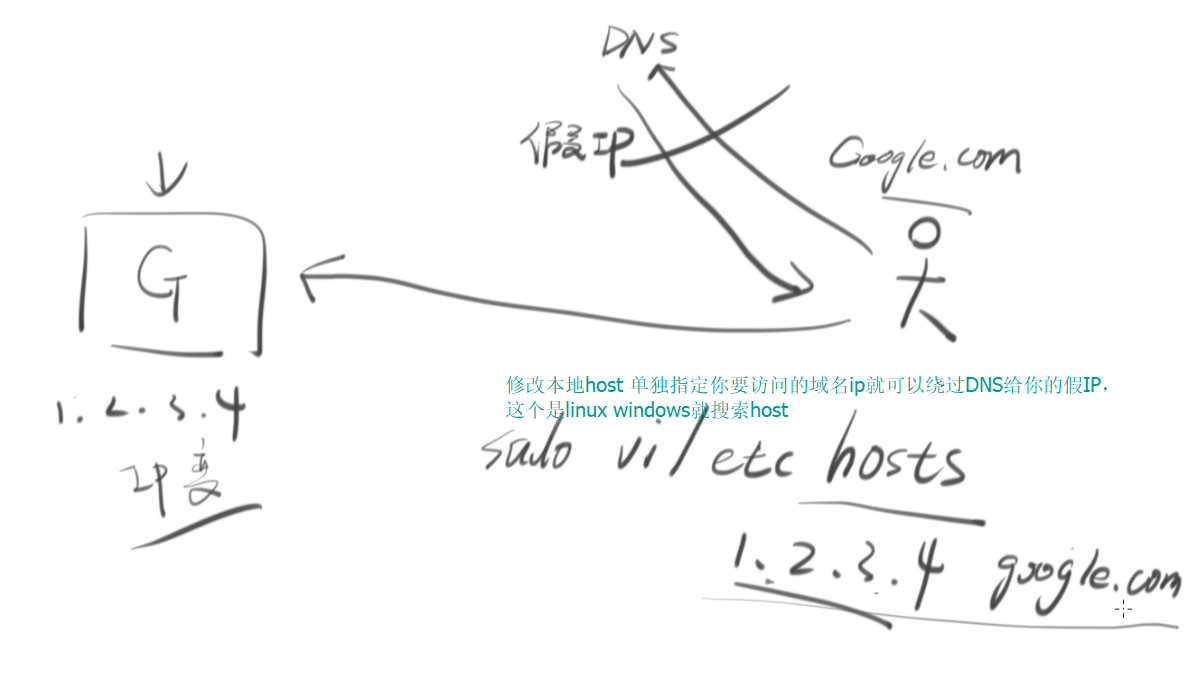 DNS
假IP
Google.com
G
1.2.3.4
IP变
修改本地host 单独指定你要访问的域名ip就可以绕过DNS给你的假IP，
这个是linux windows就搜索host
sudo vi/etc hosts
1.2.3.4 google.com